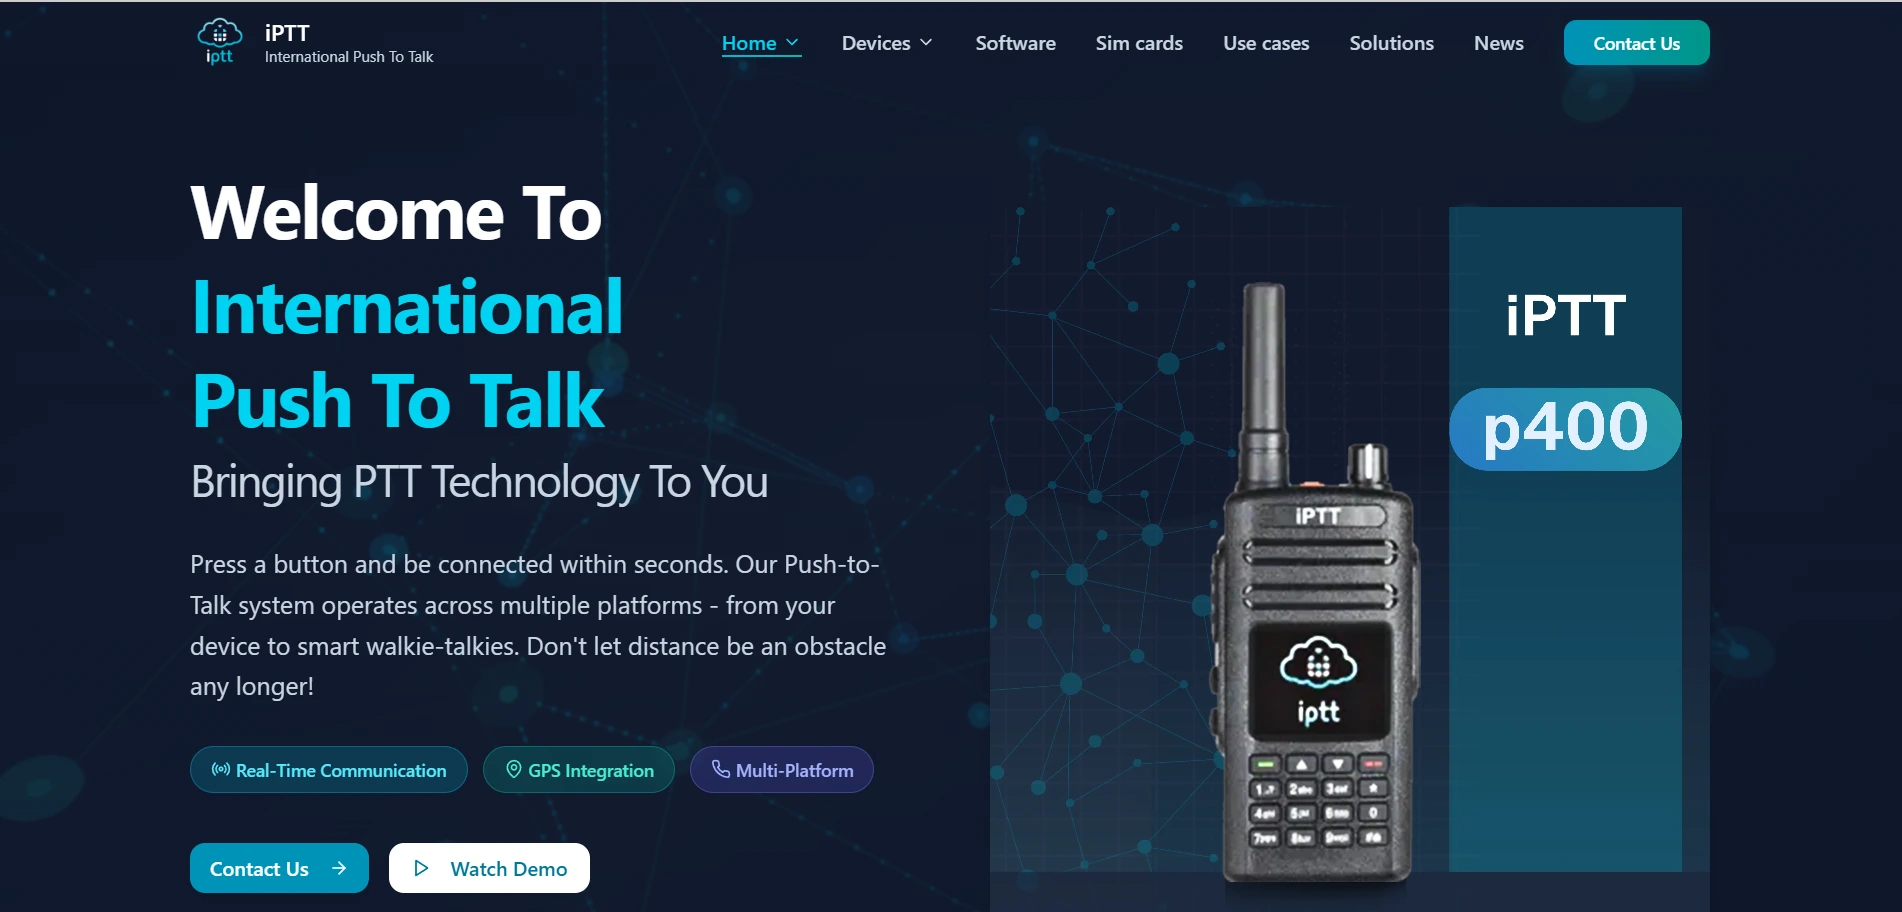 iPTT
International Push To Talk
iptt
Home
Devices
Software
Sim cards
Use cases
Solutions
News
Contact Us
Welcome To
International
Push To Talk
Bringing PTT Technology To You
Press a button and be connected within seconds. Our Push-to-
Talk system operates across multiple platforms - from your
device to smart walkie-talkies. Don't let distance be an obstacle
any longer!
Real-Time Communication
GPS Integration
Multi-Platform
Contact Us
Watch Demo
iPTT
p400
iPTT
iptt